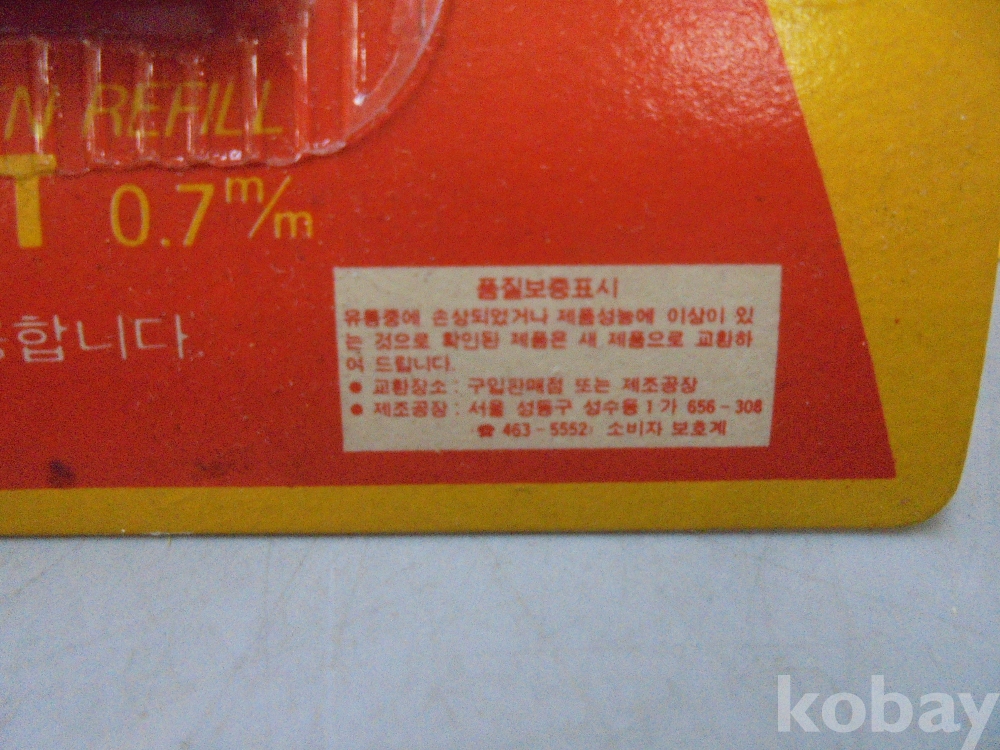 REFILL
0.7 m/m
합니다
품질보증표시
유통중에 손상되었거나 제품성능에 이상이 있
는 것으로 확인된 제품은 새 제품으로 교환하
여 드립니다.
● 교환장소 : 구입판매점 또는 제조공장
● 제조공장 : 서울 성동구 성수동 1 가 656-308
(☎ 463-5552) 소비자 보호계
kobay